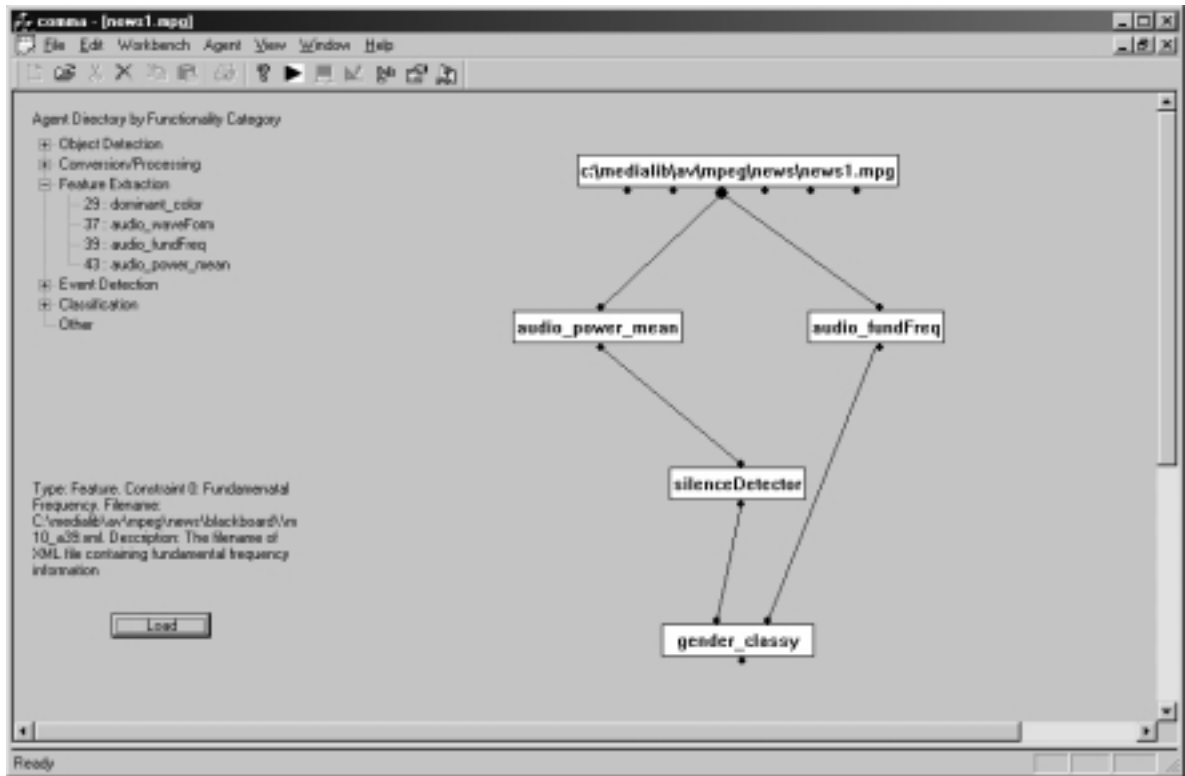 comma - [news1.mpg]
File Edit Workbench Agent View Window Help
Agent Directory by Functionality Category
Object Detection
Conversion/Processing
Feature Extraction
29 : dominant_color
37 : audio_waveForm
39 : audio_fundFreq
43 : audio_power_mean
Event Detection
Classification
Other
c:\medialib\av\mpeg\news\news1.mpg
audio_power_mean
audio_fundFreq
silenceDetector
gender_classy
Type: Feature. Constraint 0: Fundamenatal
Frequency. Filename:
C:\medialib\av\mpeg\news\blackboard\\m
10_a39.xml. Description: The filename of
XML file containing fundamental frequency
information
Load
Ready